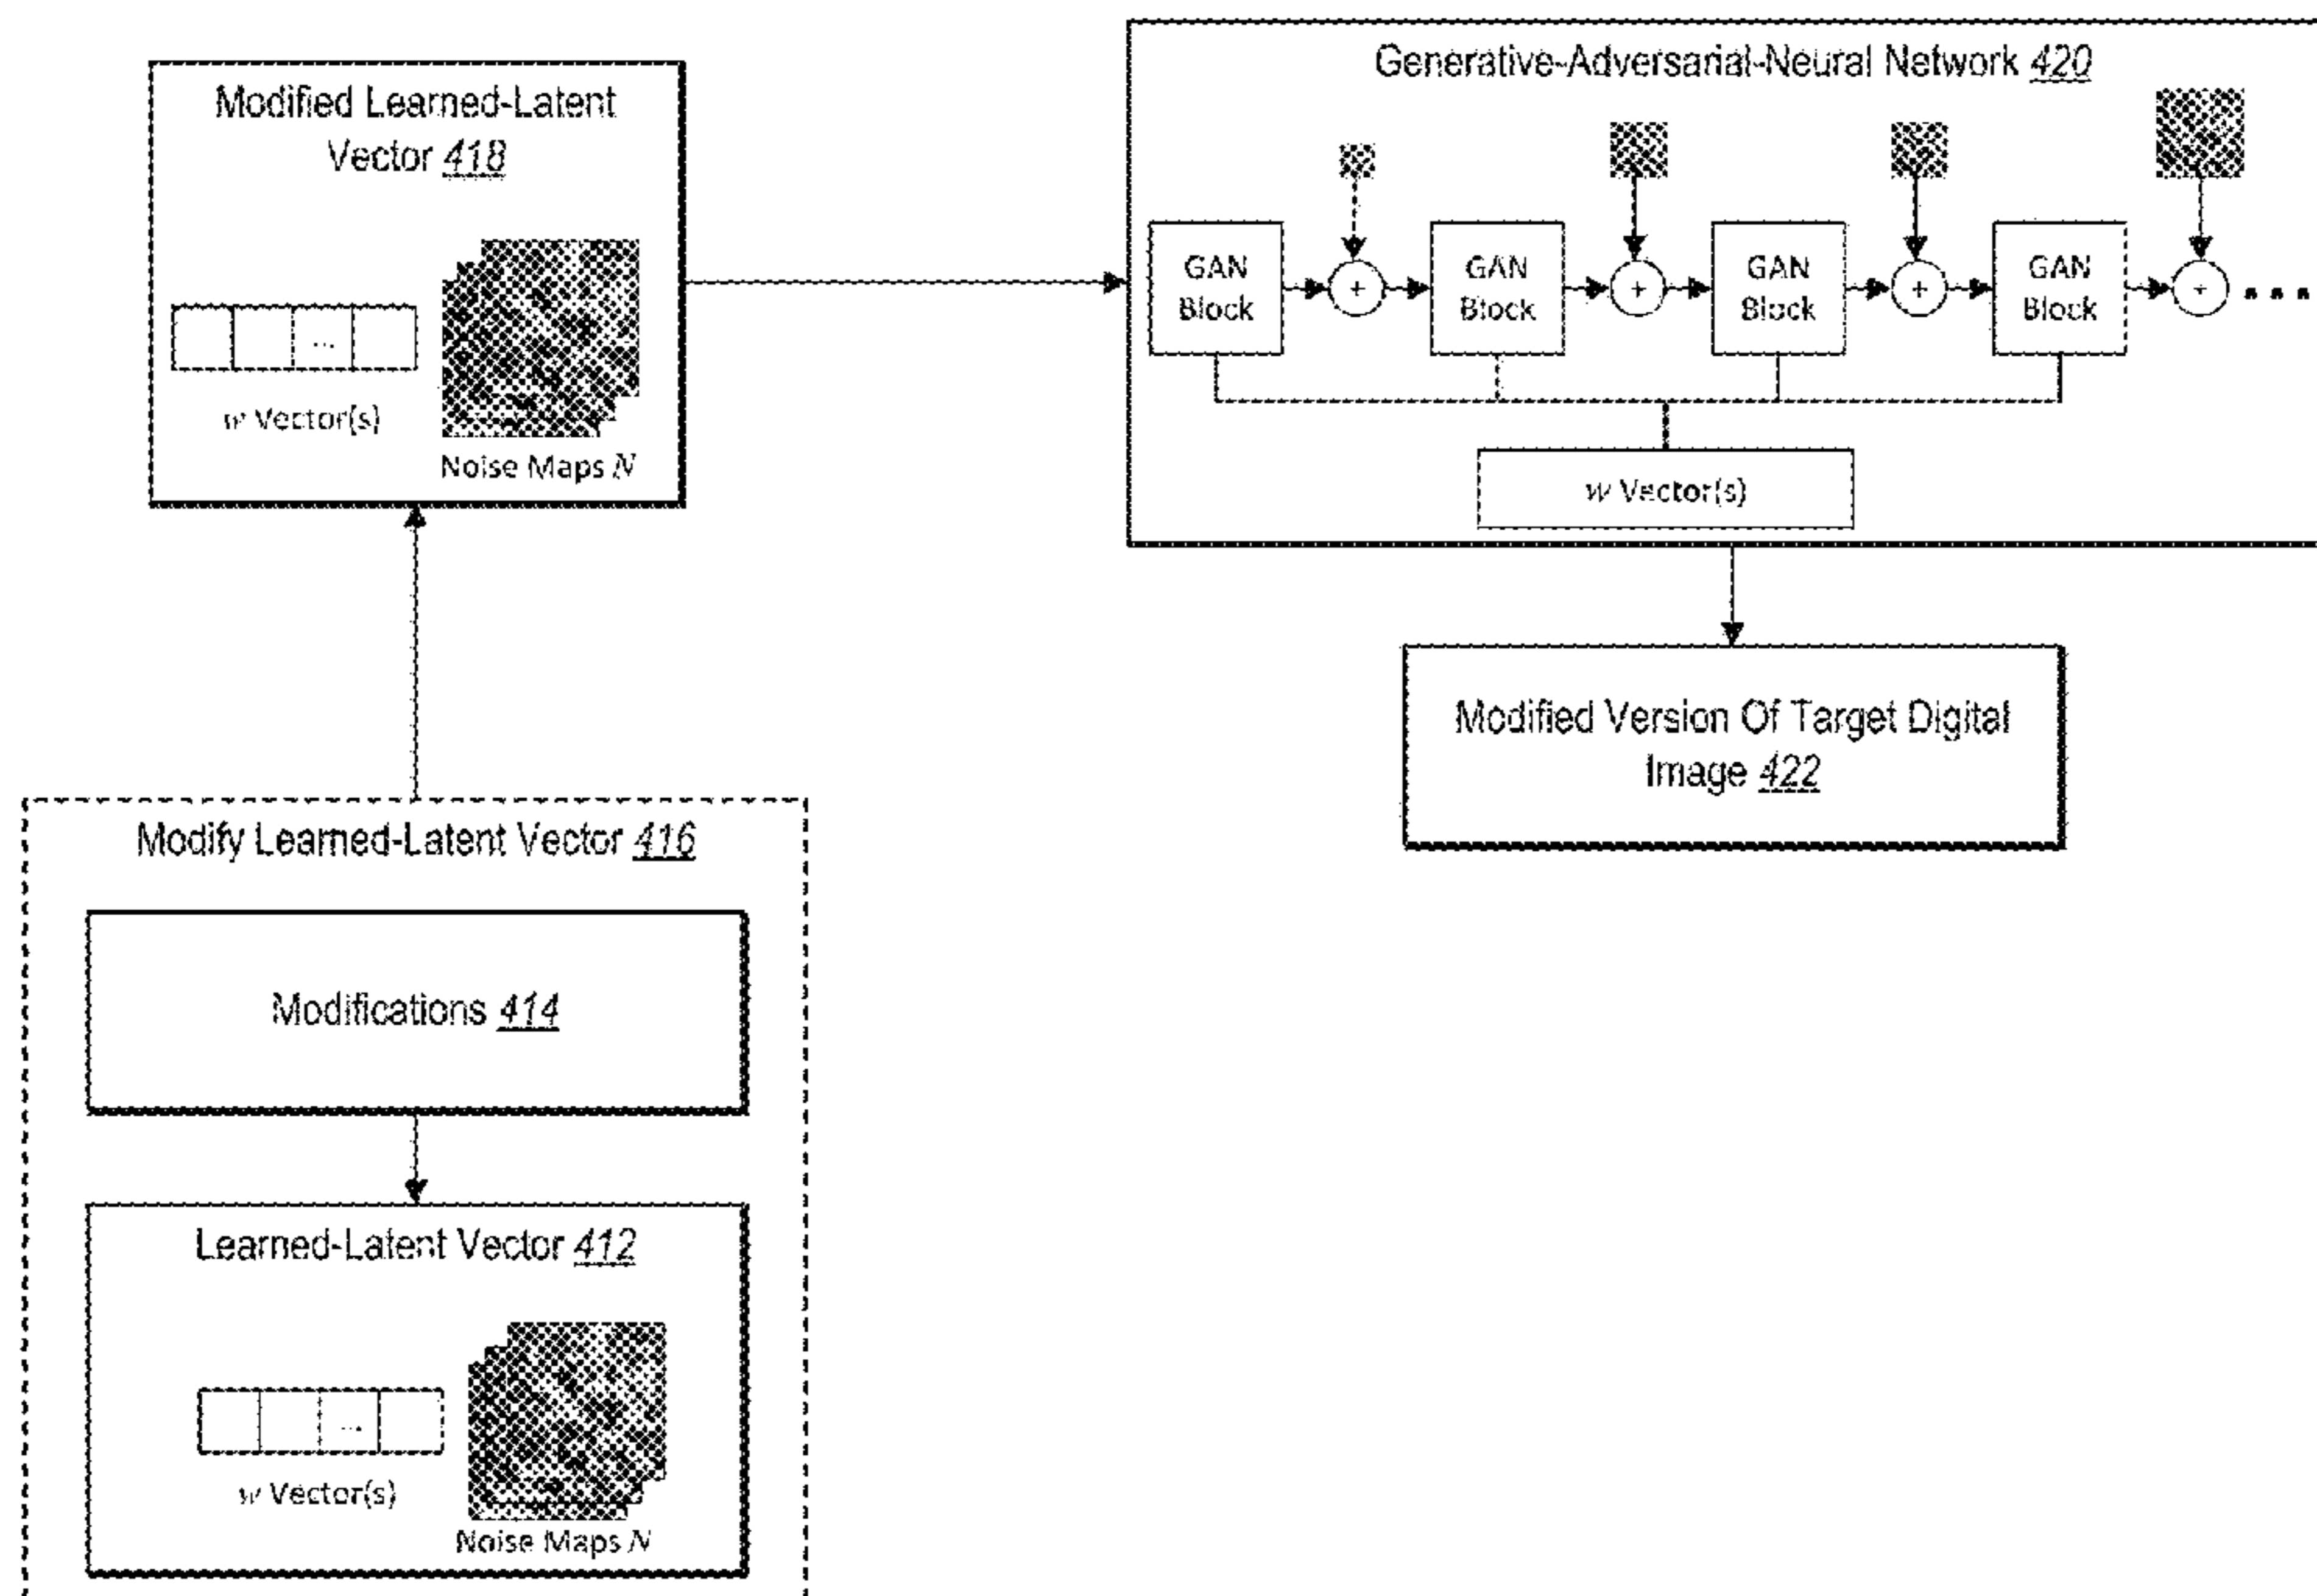 Modified Learned-Latent
Vector 418
...
w Vector(s)
Noise Maps N
Generative-Adversarial-Neural Network 420
GAN
Block
+
GAN
Block
+
GAN
Block
+
GAN
Block
+
...
w Vector(s)
Modified Version Of Target Digital
Image 422
Modify Learned-Latent Vector 416
Modifications 414
Learned-Latent Vector 412
...
w Vector(s)
Noise Maps N